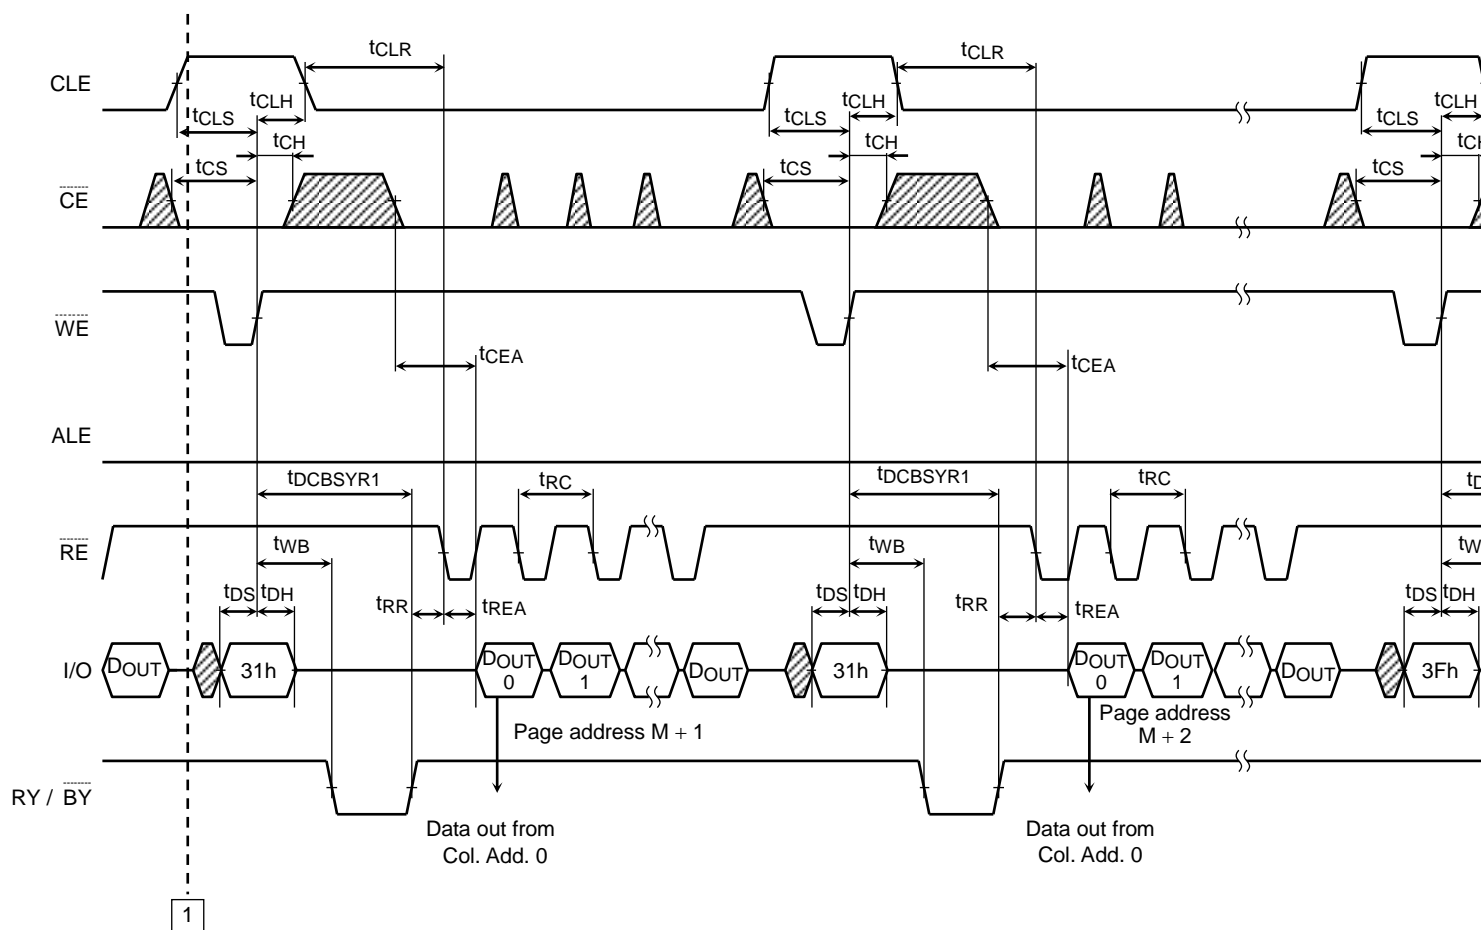 tCLR
tCLR
CLE
tCLH
tCLH
tCLH
tCLS
tCLS
tCLS
tCH
tCH
tCH
tCS
tCS
tCS
CE
WE
tCEA
tCEA
ALE
tDCBSYR1
tDCBSYR1
tD
tRC
tRC
RE
tWB
tWB
tW
tDS tDH
tRR
tREA
tDS tDH
tRR
tREA
tDS tDH
I/O
DOUT
31h
DOUT
0
DOUT
1
DOUT
31h
DOUT
0
DOUT
1
DOUT
3Fh
Page address M + 1
Page address
M + 2
RY / BY
Data out from
Col. Add. 0
Data out from
Col. Add. 0
1